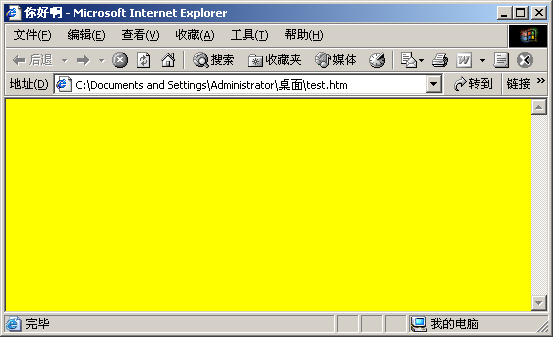 你好啊 - Microsoft Internet Explorer
文件(F) 编辑(E) 查看(V) 收藏(A) 工具(T) 帮助(H)
后退 搜索 收藏夹 媒体
地址(D) C:\Documents and Settings\Administrator\桌面\test.htm 转到 链接 »
完毕 我的电脑